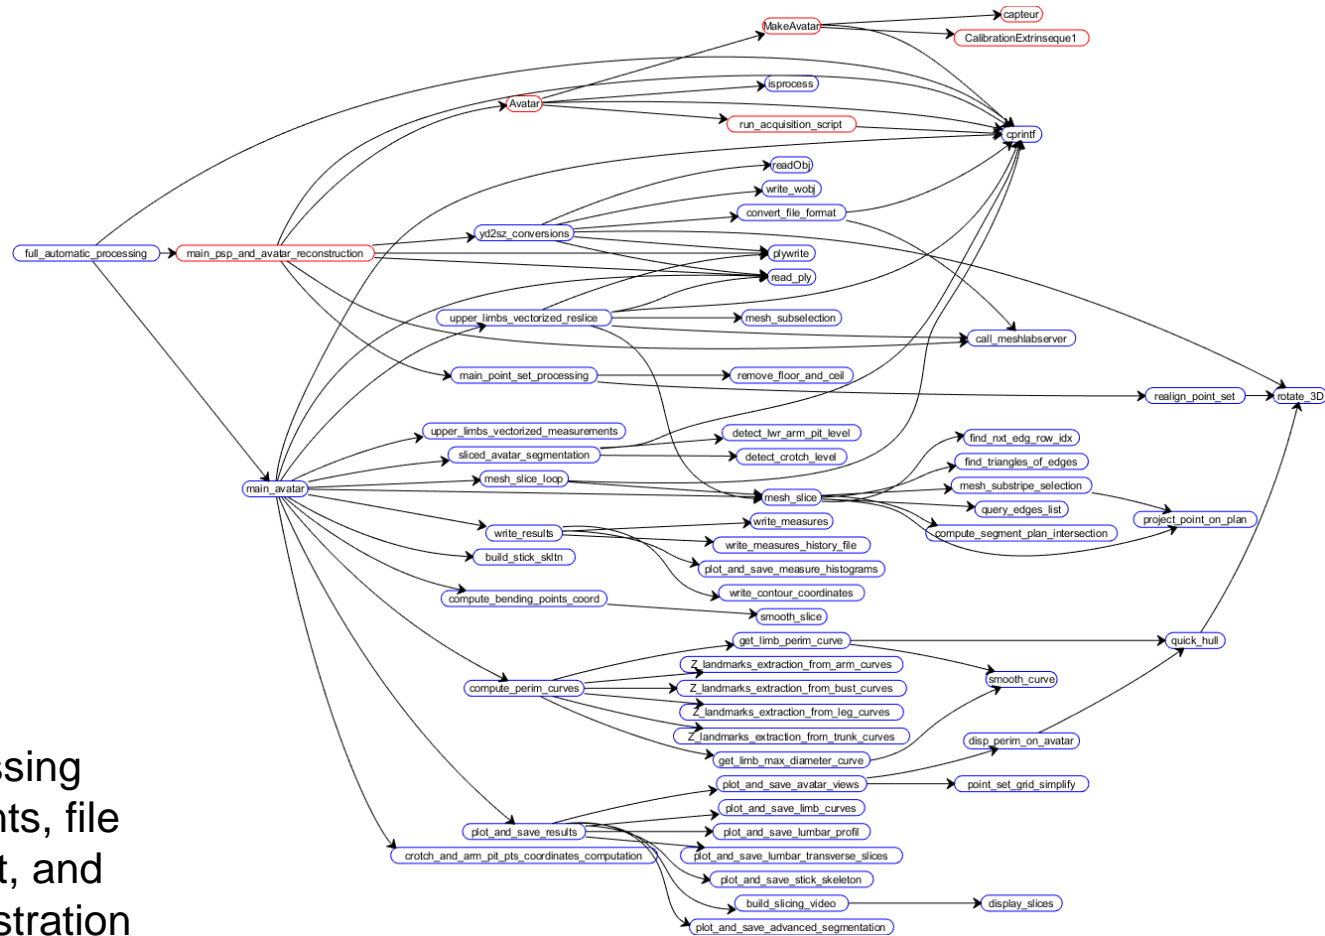 capteur
MakeAvatar
CalibrationExtrinseque1
isprocess
Avatar
run_acquisition_script
cprintf
readObj
write_wobj
convert_file_format
yd2sz_conversions
full_automatic_processing
main_psp_and_avatar_reconstruction
plywrite
read_ply
upper_limbs_vectorized_reslice
mesh_subselection
call_meshlabserver
main_point_set_processing
remove_floor_and_ceil
realign_point_set
rotate_3D
upper_limbs_vectorized_measurements
detect_lwr_arm_pit_level
find_nxt_edg_row_idx
sliced_avatar_segmentation
detect_crotch_level
find_triangles_of_edges
mesh_slice_loop
main_avatar
mesh_slice
mesh_substripe_selection
query_edges_list
write_measures
project_point_on_plan
write_results
compute_segment_plan_intersection
write_measures_history_file
build_stick_skltn
plot_and_save_measure_histograms
write_contour_coordinates
compute_bending_points_coord
smooth_slice
get_limb_perim_curve
quick_hull
Z_landmarks_extraction_from_arm_curves
smooth_curve
compute_perim_curves
Z_landmarks_extraction_from_bust_curves
Z_landmarks_extraction_from_leg_curves
Z_landmarks_extraction_from_trunk_curves
disp_perim_on_avatar
get_limb_max_diameter_curve
plot_and_save_avatar_views
point_set_grid_simplify
plot_and_save_limb_curves
plot_and_save_results
plot_and_save_lumbar_profil
crotch_and_arm_pit_pts_coordinates_computation
plot_and_save_lumbar_transverse_slices
plot_and_save_stick_skeleton
build_slicing_video
display_slices
plot_and_save_advanced_segmentation
ssing
nts, file
t, and
stration